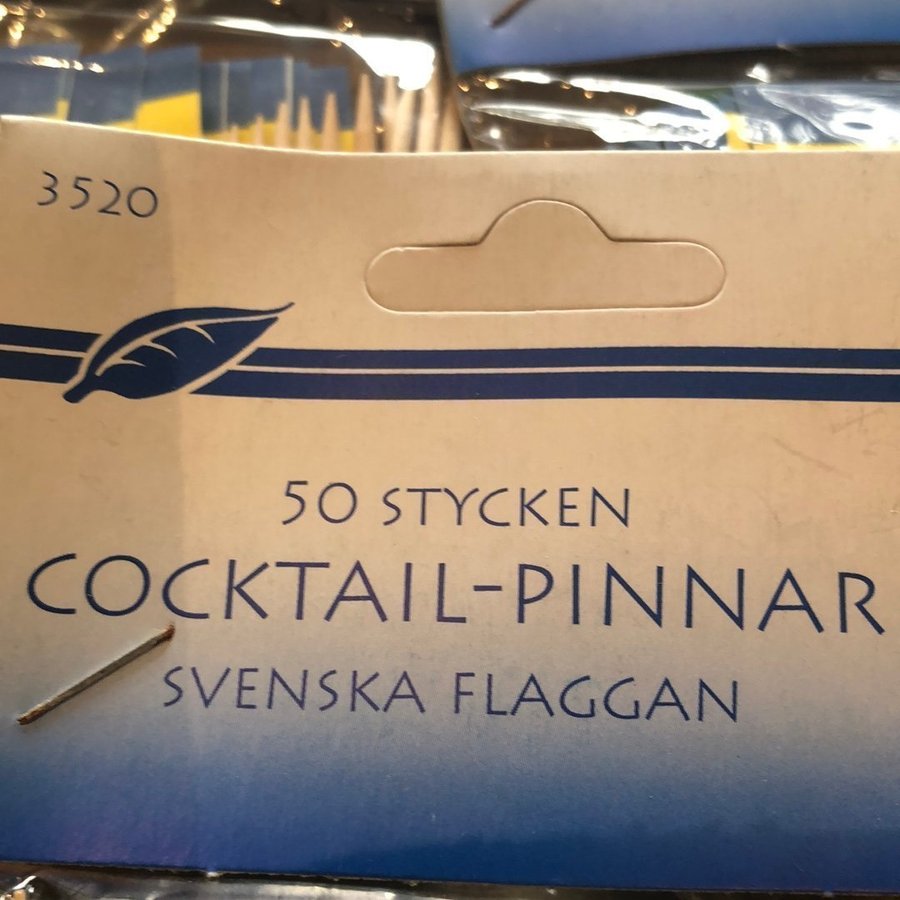 3520
50 STYCKEN
COCKTAIL-PINNAR
SVENSKA FLAGGAN